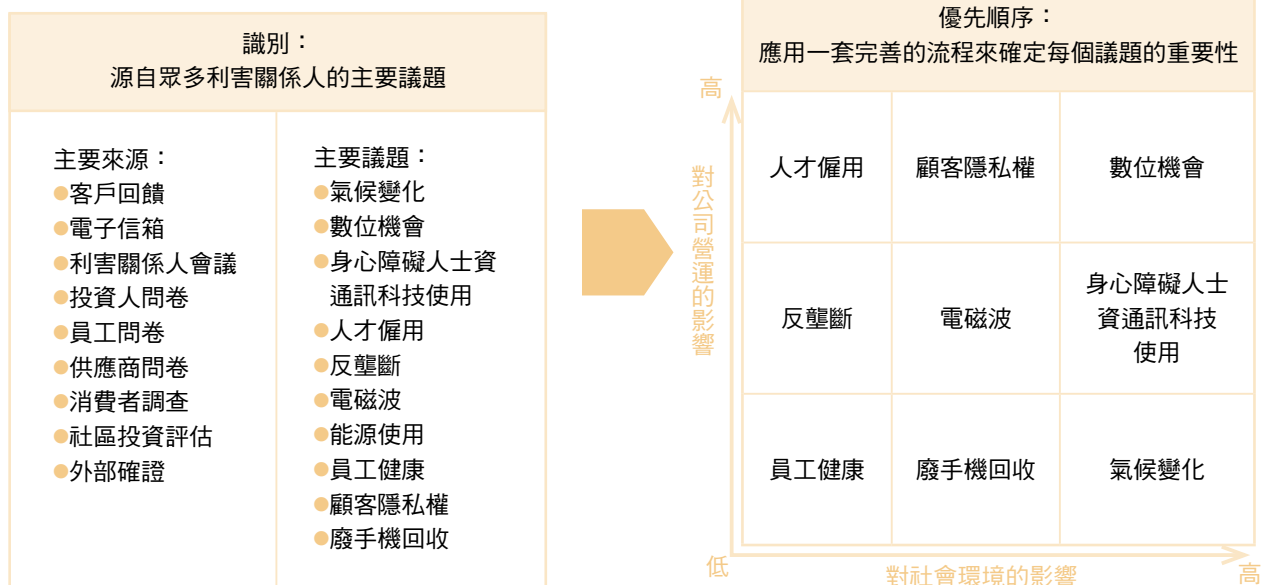 識別：
源自眾多利害關係人的主要議題
主要來源：
●客戶回饋
●電子信箱
●利害關係人會議
●投資人問卷
●員工問卷
●供應商問卷
●消費者調查
●社區投資評估
●外部確證
主要議題：
●氣候變化
●數位機會
●身心障礙人士資
通訊科技使用
●人才僱用
●反壟斷
●電磁波
●能源使用
●員工健康
●顧客隱私權
●廢手機回收
優先順序：
應用一套完善的流程來確定每個議題的重要性
高
對公司營運的影響
人才僱用
顧客隱私權
數位機會
反壟斷
電磁波
身心障礙人士
資通訊科技
使用
員工健康
廢手機回收
氣候變化
低
對社會環境的影響
高